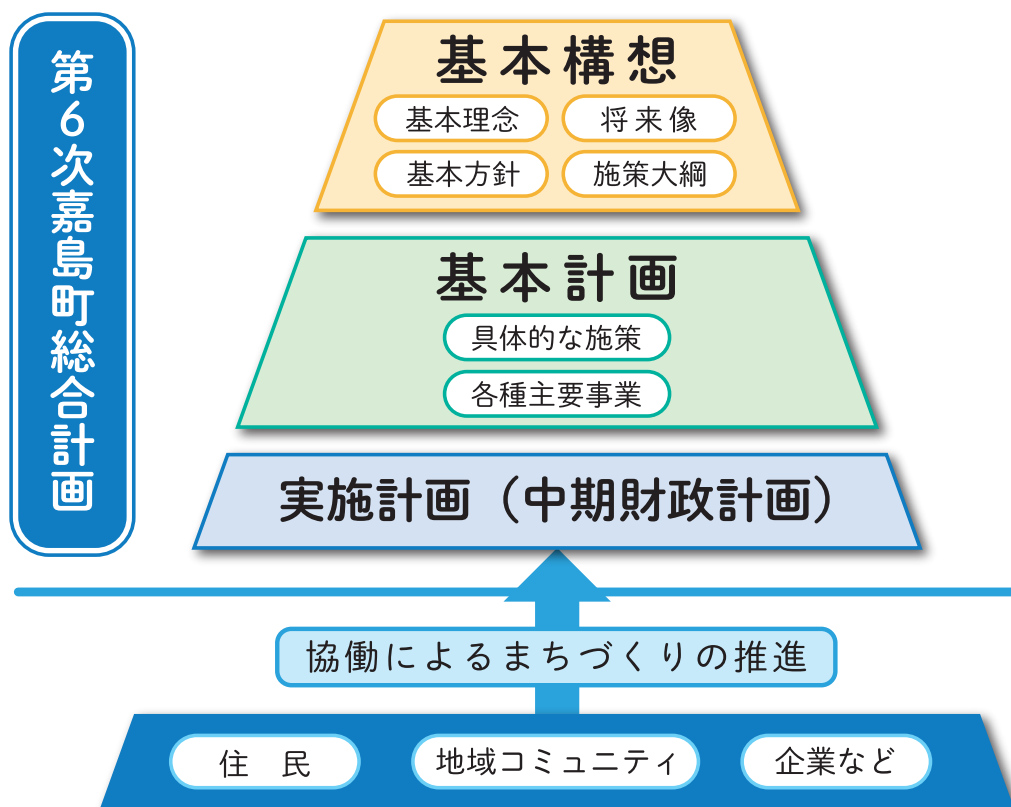 第6次嘉島町総合計画
基本構想
基本理念
将来像
基本方針
施策大綱
基本計画
具体的な施策
各種主要事業
実施計画（中期財政計画）
協働によるまちづくりの推進
住　民
地域コミュニティ
企業など